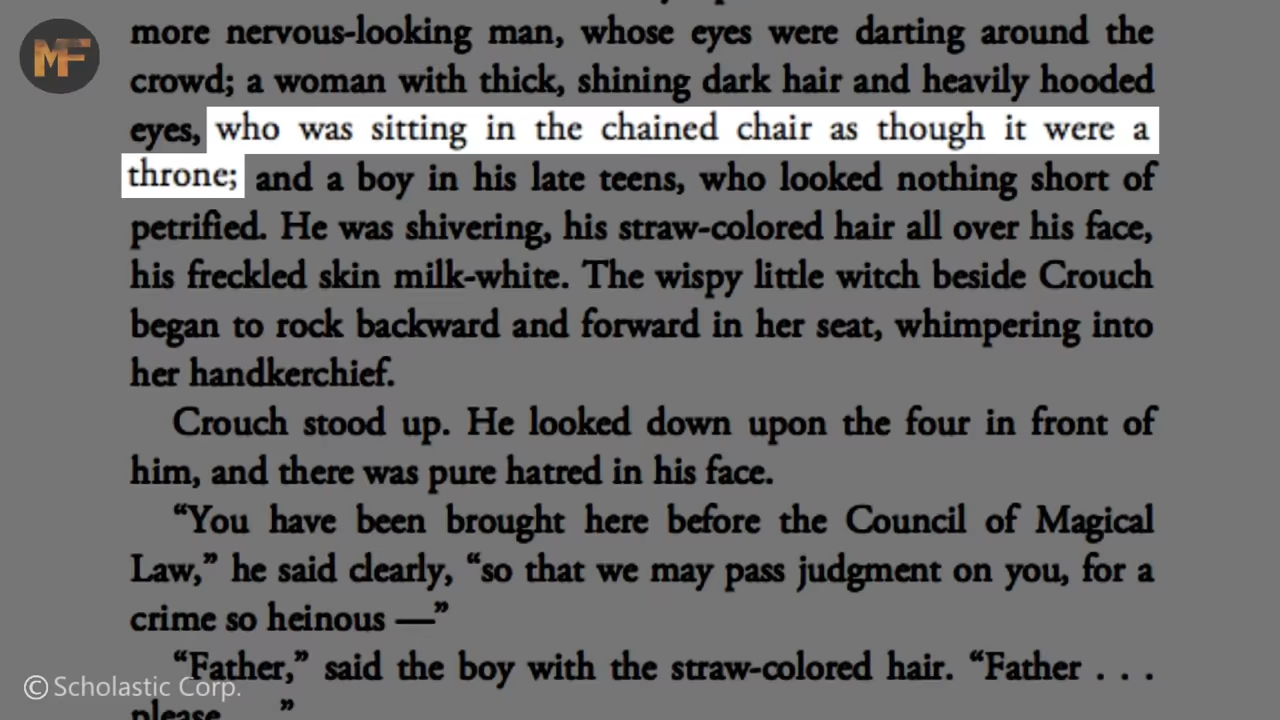 MF
more nervous-looking man, whose eyes were darting around the
crowd; a woman with thick, shining dark hair and heavily hooded
eyes, who was sitting in the chained chair as though it were a
throne; and a boy in his late teens, who looked nothing short of
petrified. He was shivering, his straw-colored hair all over his face,
his freckled skin milk-white. The wispy little witch beside Crouch
began to rock backward and forward in her seat, whimpering into
her handkerchief.
Crouch stood up. He looked down upon the four in front of
him, and there was pure hatred in his face.
“You have been brought here before the Council of Magical
Law,” he said clearly, “so that we may pass judgment on you, for a
crime so heinous —”
“Father,” said the boy with the straw-colored hair. “Father . . .
please . . . .”
© Scholastic Corp.